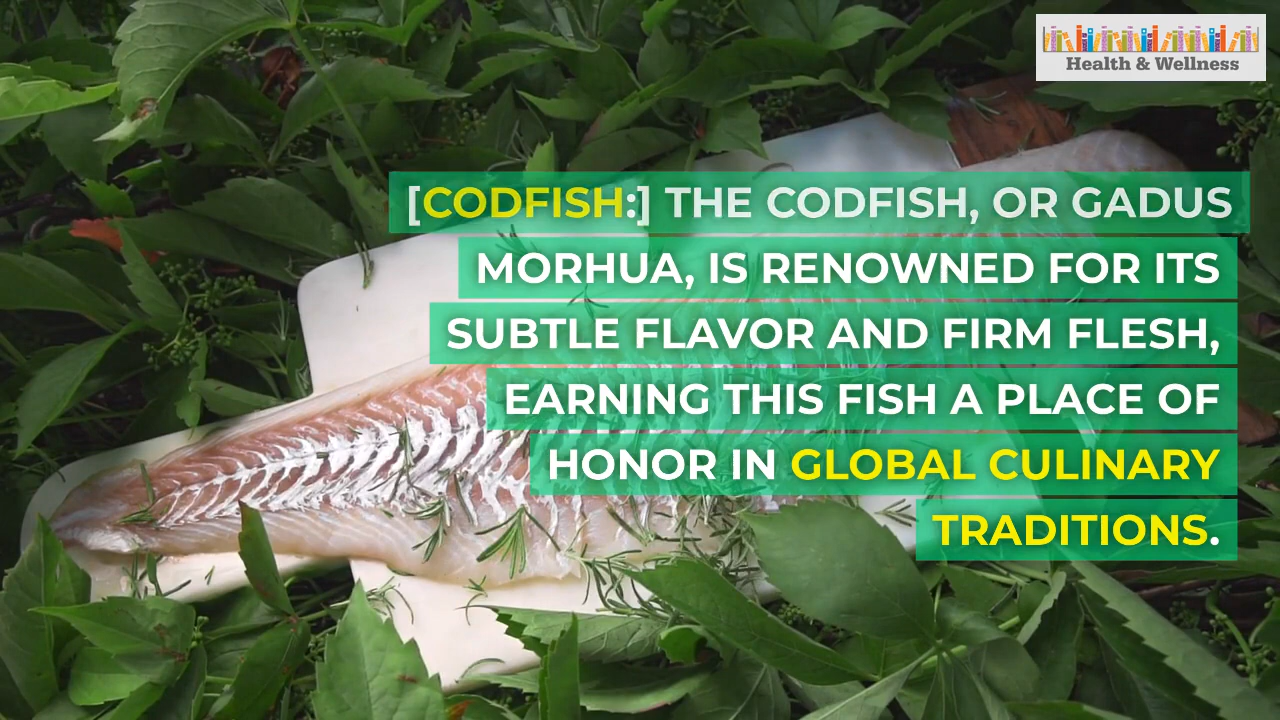 Health & Wellness
[CODFISH:] THE CODFISH, OR GADUS
MORHUA, IS RENOWNED FOR ITS
SUBTLE FLAVOR AND FIRM FLESH,
EARNING THIS FISH A PLACE OF
HONOR IN GLOBAL CULINARY
TRADITIONS.